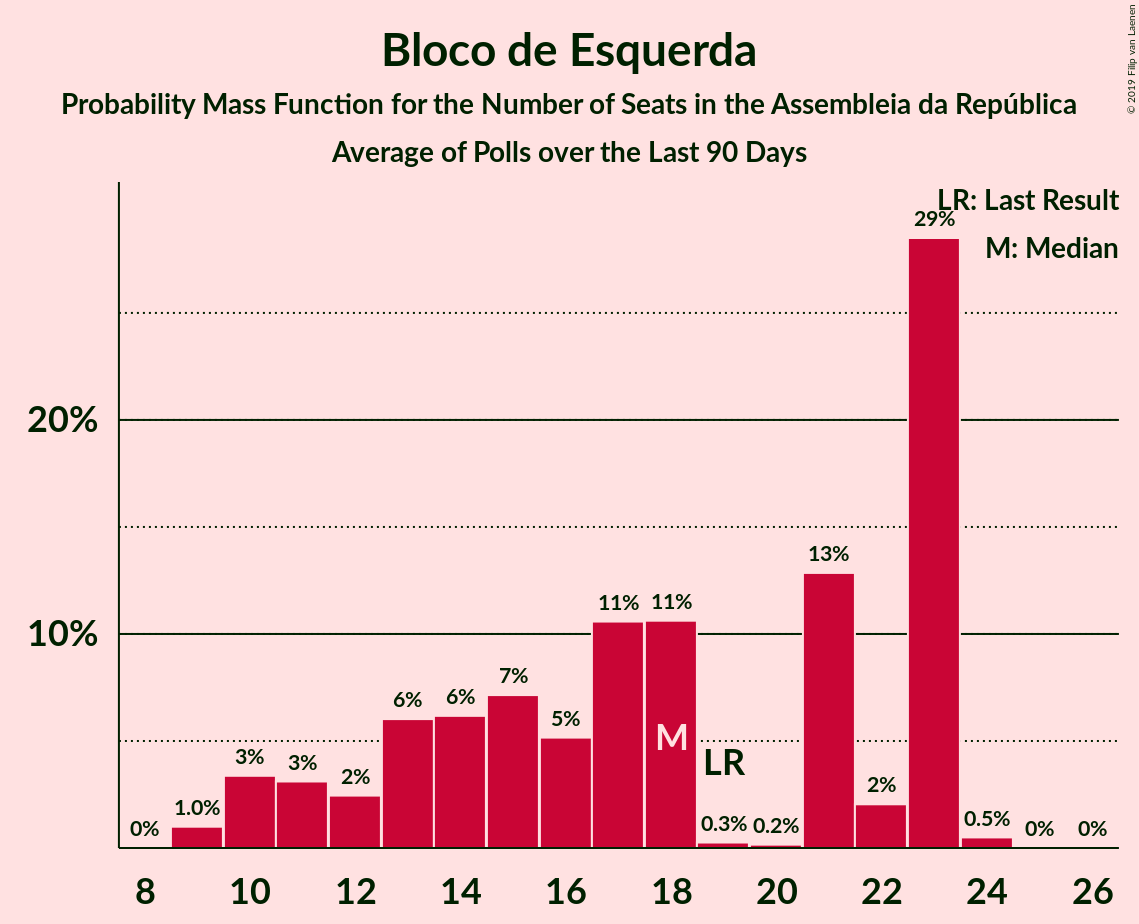 © 2019 Filip van Laenen
Bloco de Esquerda
Probability Mass Function for the Number of Seats in the Assembleia da República
Average of Polls over the Last 90 Days
LR: Last Result
M: Median
29%
20%
13%
11% 11%
10%
7%
6% 6%
5%
M
LR
3% 3%
2% 2%
1.0%
0.3% 0.2% 0.5%
0% 0% 0%
8 10 12 14 16 18 20 22 24 26